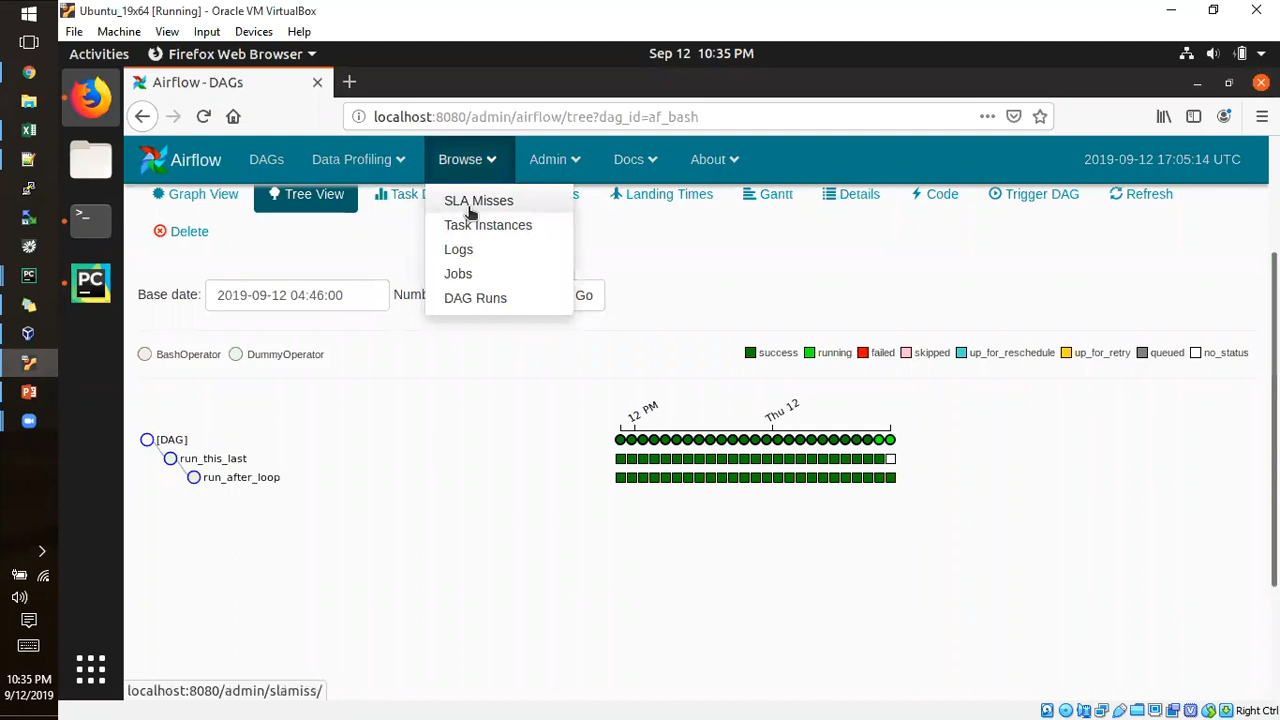 Ubuntu_19x64 [Running] - Oracle VM VirtualBox
File Machine View Input Devices Help
Activities Firefox Web Browser Sep 12 10:35 PM
Airflow - DAGs
localhost:8080/admin/airflow/tree?dag_id=af_bash
Airflow DAGs Data Profiling Browse Admin Docs About 2019-09-12 17:05:14 UTC
Graph View Tree View Task D s Landing Times Gantt Details Code Trigger DAG Refresh
SLA Misses
Task Instances
Logs
Jobs
DAG Runs
Delete
Base date: 2019-09-12 04:46:00 Numb Go
BashOperator DummyOperator success running failed skipped up_for_reschedule up_for_retry queued no_status
12 PM Thu 12
[DAG]
run_this_last
run_after_loop
localhost:8080/admin/slamiss/
10:35 PM
9/12/2019
Right Ctrl